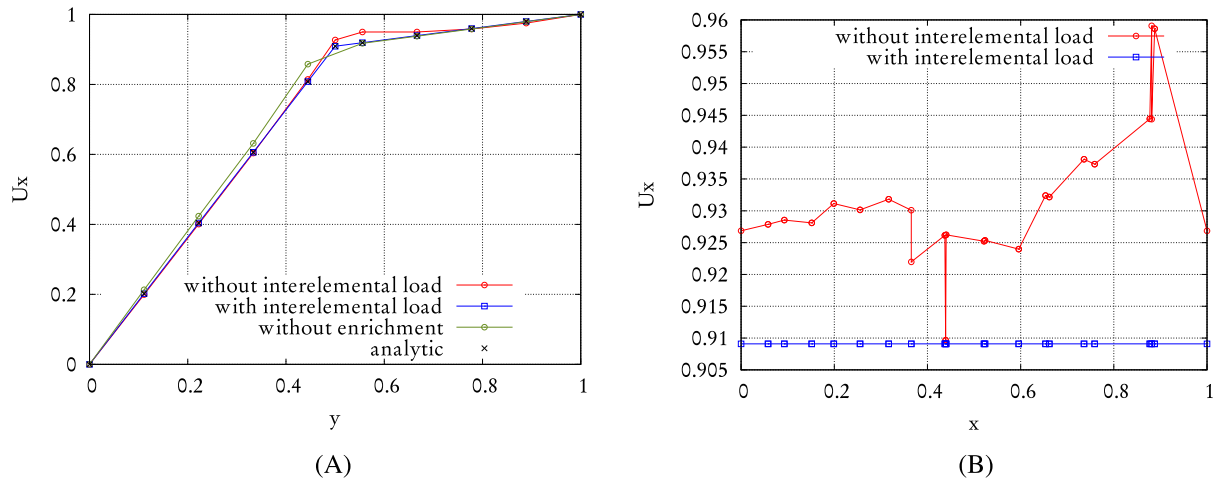 1
0.8
0.6
0.4
0.2
0
Ux
without interelemental load
with interelemental load
without enrichment
analytic
0 0.2 0.4 0.6 0.8 1
y
(A)
0.96
0.955
0.95
0.945
0.94
0.935
0.93
0.925
0.92
0.915
0.91
0.905
Ux
without interelemental load
with interelemental load
0 0.2 0.4 0.6 0.8 1
x
(B)